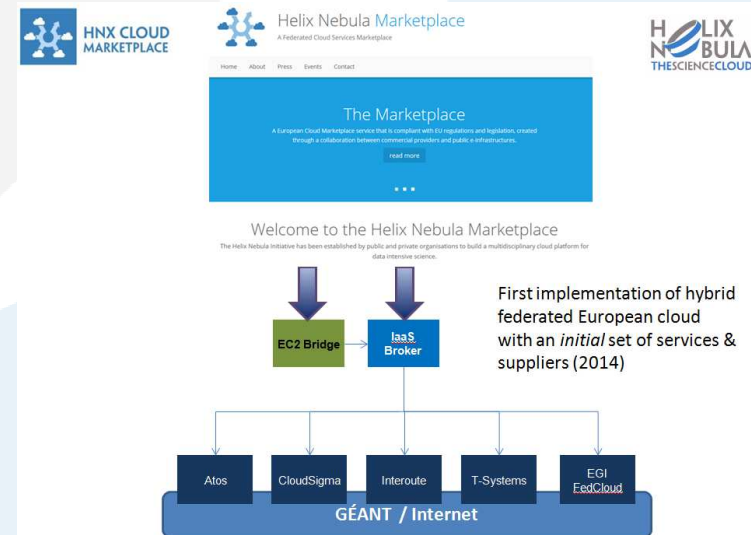 HNX CLOUD
MARKETPLACE
Helix Nebula Marketplace
A Federated Cloud Services Marketplace
HELIX
NEBULA
THESCIENCECLOUD
Home About Press Events Contact
The Marketplace
A European Cloud Marketplace service that is compliant with EU regulations and legislation, created
through a collaboration between commercial providers and public e-infrastructures.
read more
Welcome to the Helix Nebula Marketplace
The Helix Nebula Initiative has been established by public and private organisations to build a multidisciplinary cloud platform for
data intensive science.
First implementation of hybrid
federated European cloud
with an initial set of services &
suppliers (2014)
EC2 Bridge
IaaS
Broker
Atos
CloudSigma
Interoute
T-Systems
EGI
FedCloud
GÉANT / Internet